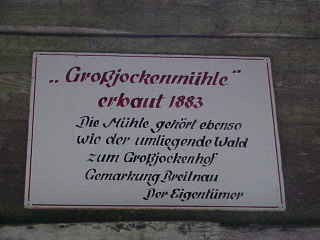 „Großjockenmühle“
erbaut 1883
Die Mühle gehört ebenso
wie der umliegende Wald
zum Großjockenhof
Gemarkung Breitnau
Der Eigentümer